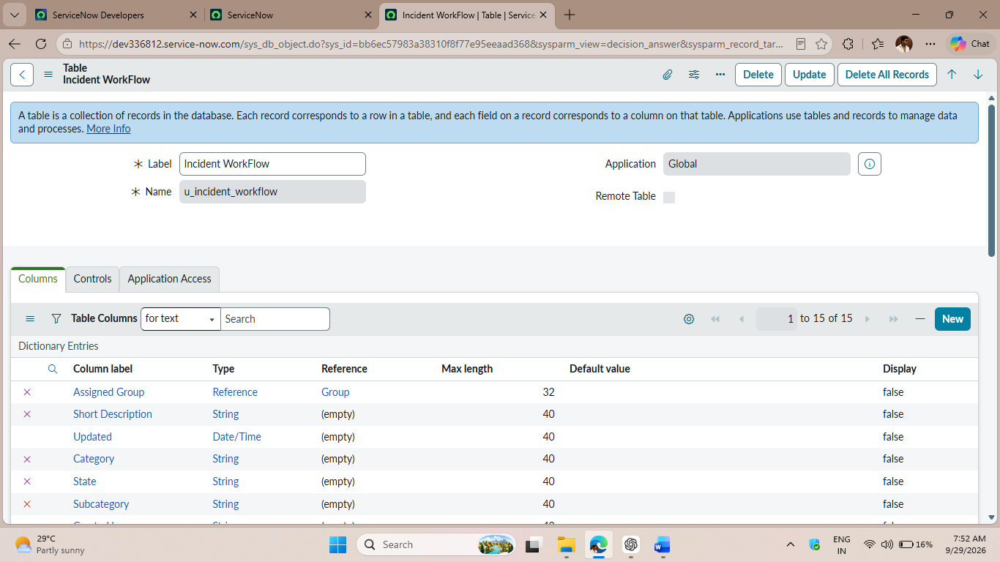 ServiceNow Developers
ServiceNow
Incident WorkFlow | Table | Service
https://dev336812.service-now.com/sys_db_object.do?sys_id=bb6ec57983a38310f8f77e95eeaad368&sysparm_view=decision_answer&sysparm_record_tar...
Chat
Table
Incident WorkFlow
Delete
Update
Delete All Records
A table is a collection of records in the database. Each record corresponds to a row in a table, and each field on a record corresponds to a column on that table. Applications use tables and records to manage data
and processes. More Info
Label Incident WorkFlow Application Global
Name u_incident_workflow Remote Table
Columns Controls Application Access
Table Columns for text Search 1 to 15 of 15 New
Dictionary Entries
Column label Type Reference Max length Default value Display
Assigned Group Reference Group 32 false
Short Description String (empty) 40 false
Updated Date/Time (empty) 40 false
Category String (empty) 40 false
State String (empty) 40 false
Subcategory String (empty) 40 false
29°C
Partly sunny
Search
ENG
IN
16%
7:52 AM
9/29/2026